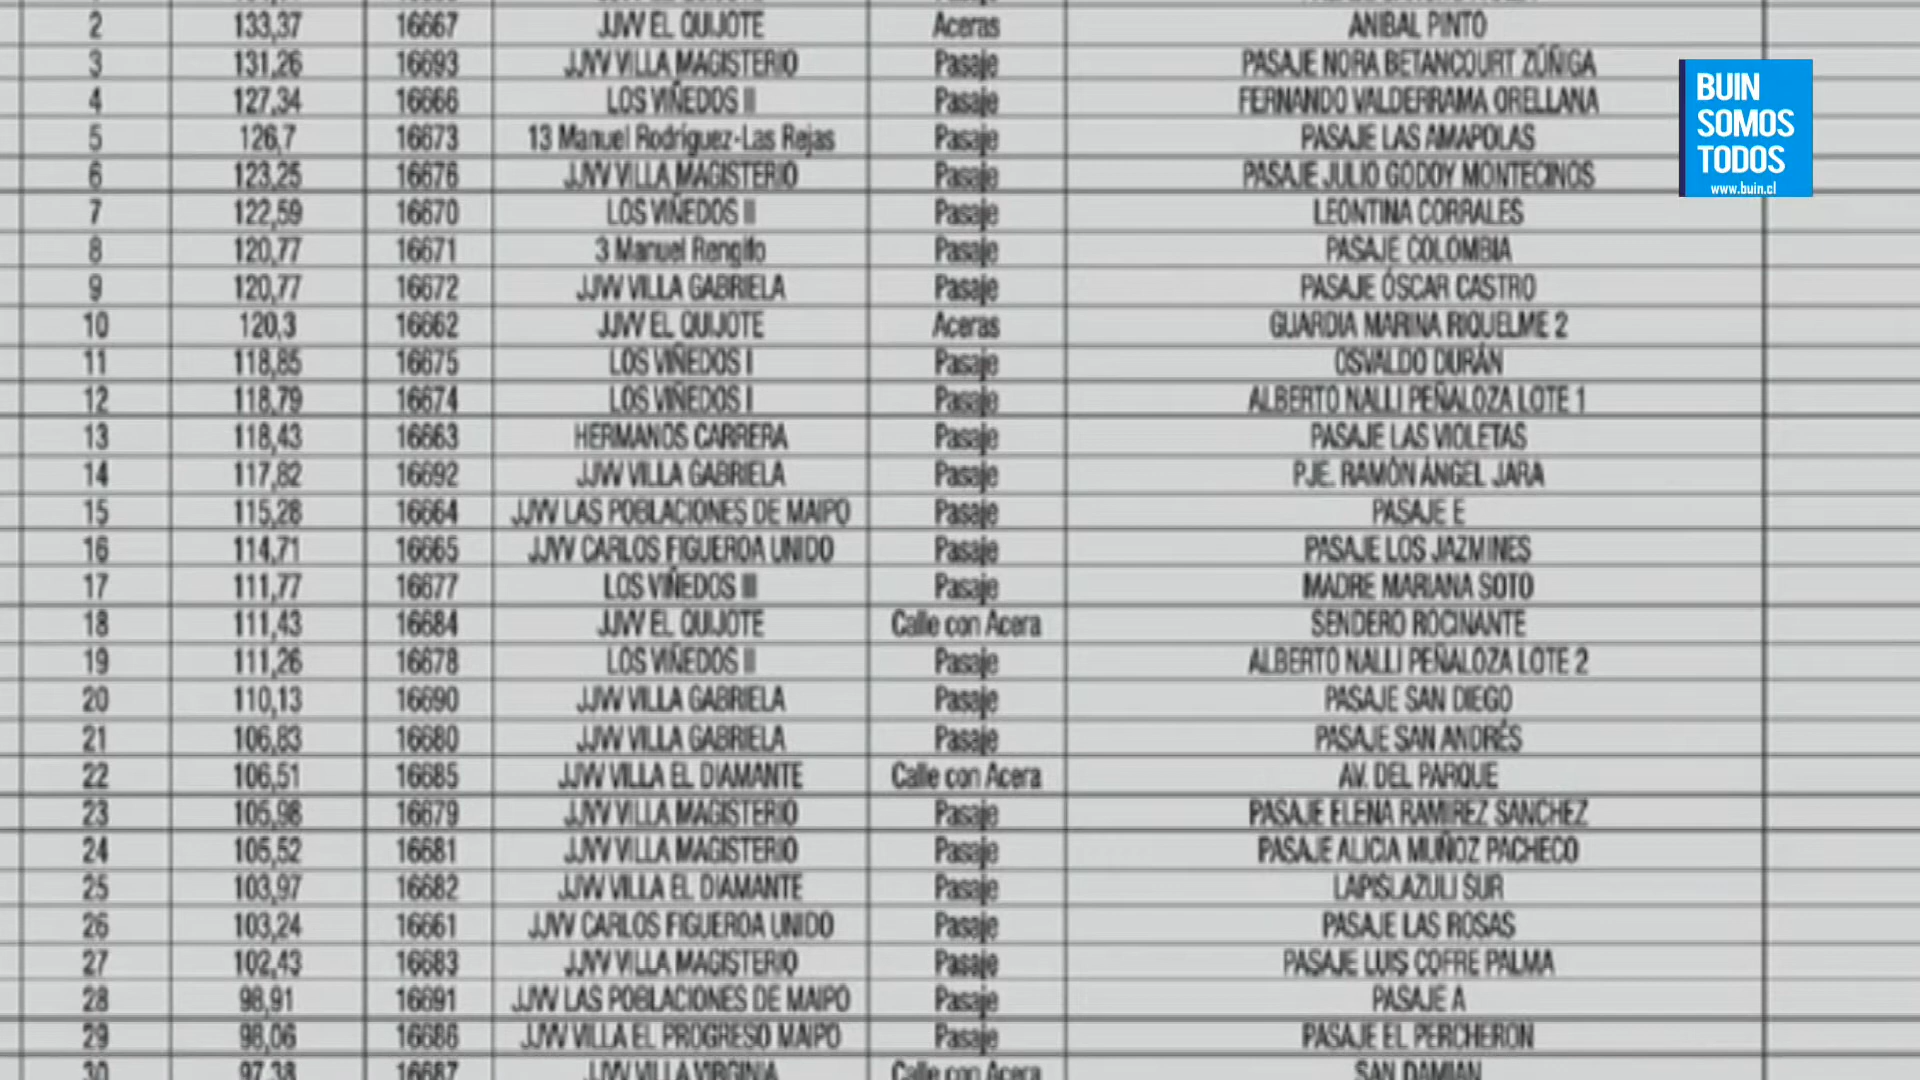 2 133,37 16667 JJVV EL QUIJOTE Aceras ANIBAL PINTO
3 131,26 16693 JJVV VILLA MAGISTERIO Pasaje PASAJE NORA BETANCOURT ZÚÑIGA
4 127,34 16666 LOS VIÑEDOS II Pasaje FERNANDO VALDERRAMA ORELLANA
5 126,7 16673 13 Manuel Rodríguez-Las Rejas Pasaje PASAJE LAS AMAPOLAS
6 123,25 16676 JJVV VILLA MAGISTERIO Pasaje PASAJE JULIO GODOY MONTECINOS
7 122,59 16670 LOS VIÑEDOS II Pasaje LEONTINA CORRALES
8 120,77 16671 3 Manuel Rengifo Pasaje PASAJE COLOMBIA
9 120,77 16672 JJVV VILLA GABRIELA Pasaje PASAJE ÓSCAR CASTRO
10 120,3 16662 JJVV EL QUIJOTE Aceras GUARDIA MARINA RIQUELME 2
11 118,85 16675 LOS VIÑEDOS I Pasaje OSVALDO DURÁN
12 118,79 16674 LOS VIÑEDOS I Pasaje ALBERTO NALLI PEÑALOZA LOTE 1
13 118,43 16663 HERMANOS CARRERA Pasaje PASAJE LAS VIOLETAS
14 117,82 16692 JJVV VILLA GABRIELA Pasaje PJE. RAMÓN ÁNGEL JARA
15 115,28 16664 JJVV LAS POBLACIONES DE MAIPO Pasaje PASAJE E
16 114,71 16665 JJVV CARLOS FIGUEROA UNIDO Pasaje PASAJE LOS JAZMINES
17 111,77 16677 LOS VIÑEDOS III Pasaje MADRE MARIANA SOTO
18 111,43 16684 JJVV EL QUIJOTE Calle con Acera SENDERO ROCINANTE
19 111,26 16678 LOS VIÑEDOS II Pasaje ALBERTO NALLI PEÑALOZA LOTE 2
20 110,13 16690 JJVV VILLA GABRIELA Pasaje PASAJE SAN DIEGO
21 106,83 16680 JJVV VILLA GABRIELA Pasaje PASAJE SAN ANDRÉS
22 106,51 16685 JJVV VILLA EL DIAMANTE Calle con Acera AV. DEL PARQUE
23 105,98 16679 JJVV VILLA MAGISTERIO Pasaje PASAJE ELENA RAMIREZ SANCHEZ
24 105,52 16681 JJVV VILLA MAGISTERIO Pasaje PASAJE ALICIA MUÑOZ PACHECO
25 103,97 16682 JJVV VILLA EL DIAMANTE Pasaje LAPISLAZULI SUR
26 103,24 16661 JJVV CARLOS FIGUEROA UNIDO Pasaje PASAJE LAS ROSAS
27 102,43 16683 JJVV VILLA MAGISTERIO Pasaje PASAJE LUIS COFRE PALMA
28 98,91 16691 JJVV LAS POBLACIONES DE MAIPO Pasaje PASAJE A
29 98,06 16686 JJVV VILLA EL PROGRESO MAIPO Pasaje PASAJE EL PERCHERON
30 97,38 16687 JJVV VILLA VIRGINIA Calle con Acera SAN DAMIAN
BUIN
SOMOS
TODOS
www.buin.cl